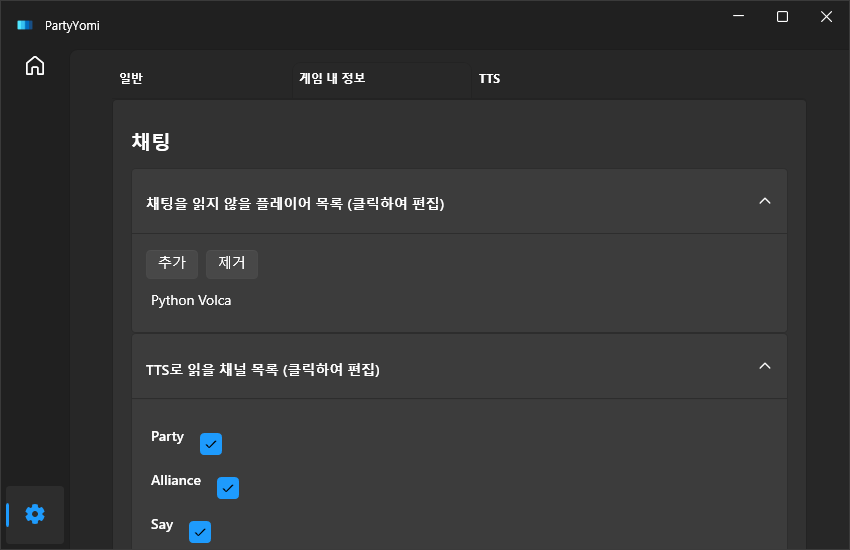 PartyYomi
일반 게임 내 정보 TTS
채팅
채팅을 읽지 않을 플레이어 목록 (클릭하여 편집)
추가 제거
Python Volca
TTS로 읽을 채널 목록 (클릭하여 편집)
Party
Alliance
Say